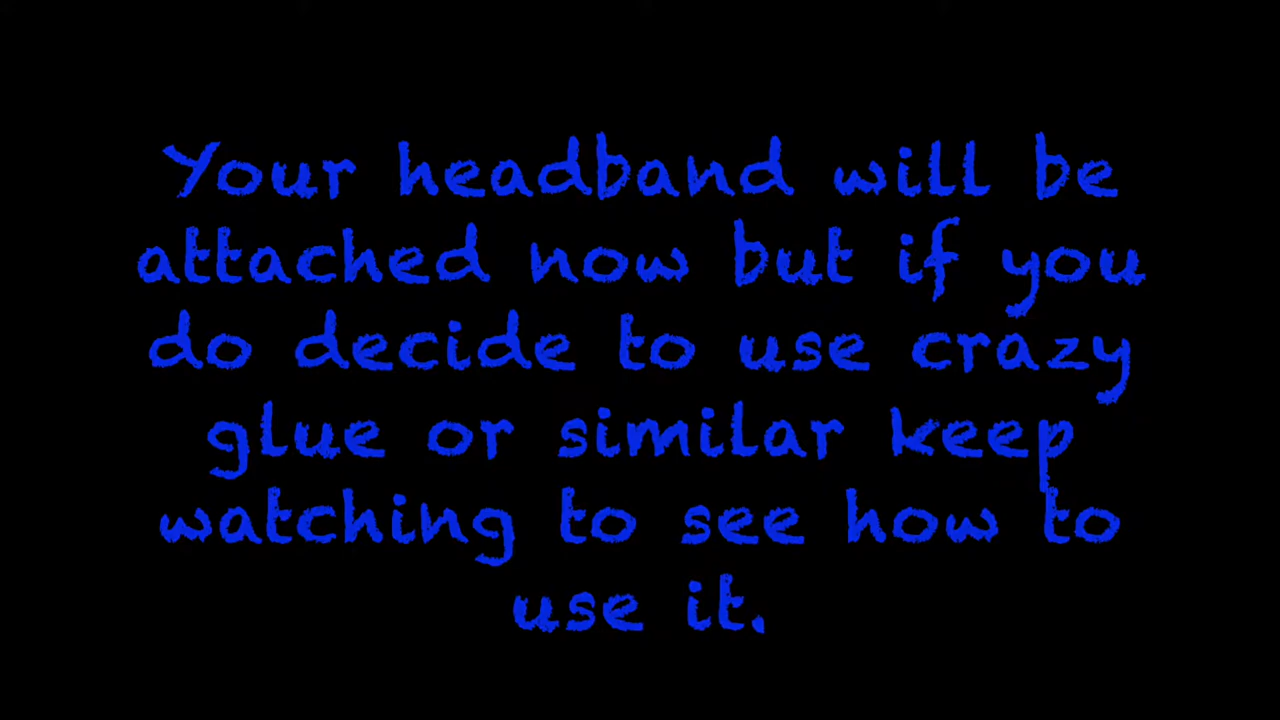 Your headband will be
attached now but if you
do decide to use crazy
glue or similar keep
watching to see how to
use it.